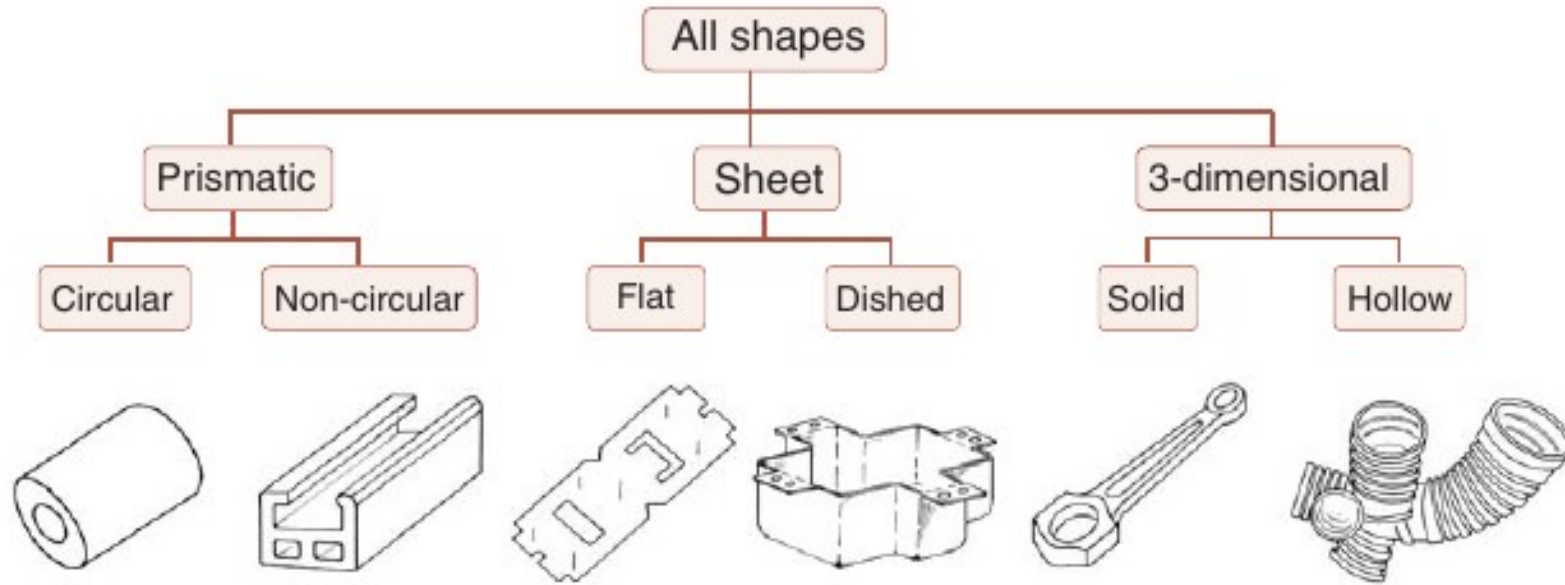 All shapes
Prismatic
Sheet
3-dimensional
Circular
Non-circular
Flat
Dished
Solid
Hollow